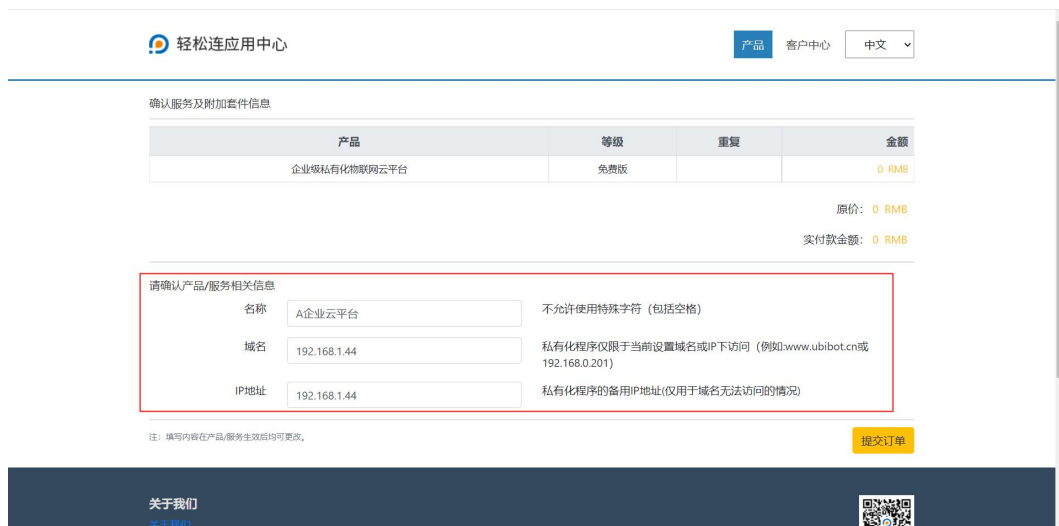 轻松连应用中心
产品 客户中心 中文
确认服务及附加套件信息
产品 等级 重复 金额
企业级私有化物联网云平台 免费版 0 RMB
原价： 0 RMB
实付款金额： 0 RMB
请确认产品/服务相关信息
名称 A企业云平台 不允许使用特殊字符（包括空格）
域名 192.168.1.44 私有化程序仅限于当前设置域名或IP下访问（例如:www.ubibot.cn或
192.168.0.201)
IP地址 192.168.1.44 私有化程序的备用IP地址(仅用于域名无法访问的情况)
注：填写内容在产品/服务生效后均可更改。 提交订单
关于我们
关于我们